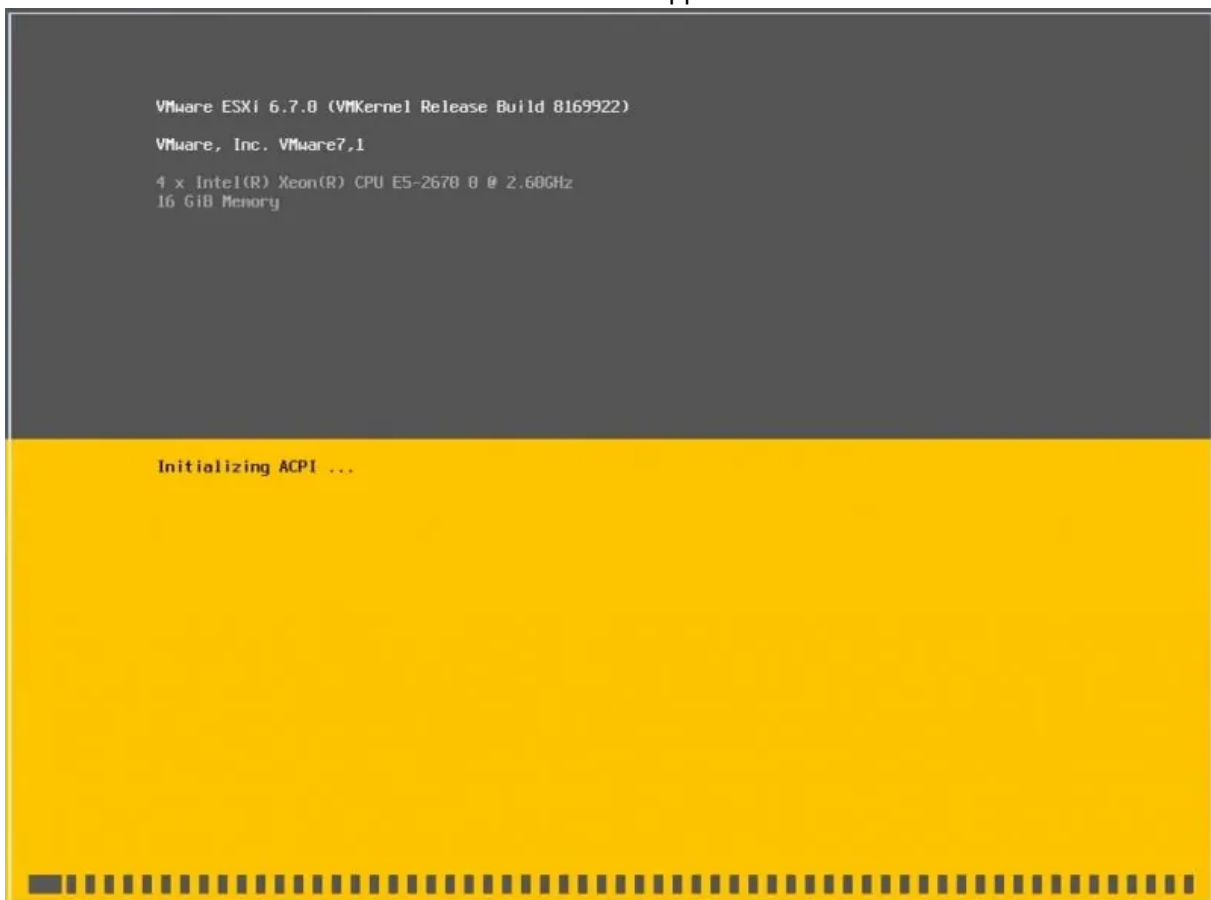 VMware ESXi 6.7.0 (VMKernel Release Build 8169922)
VMware, Inc. VMware7,1
4 x Intel(R) Xeon(R) CPU E5-2670 0 @ 2.60GHz
16 GiB Memory
Initializing ACPI ...